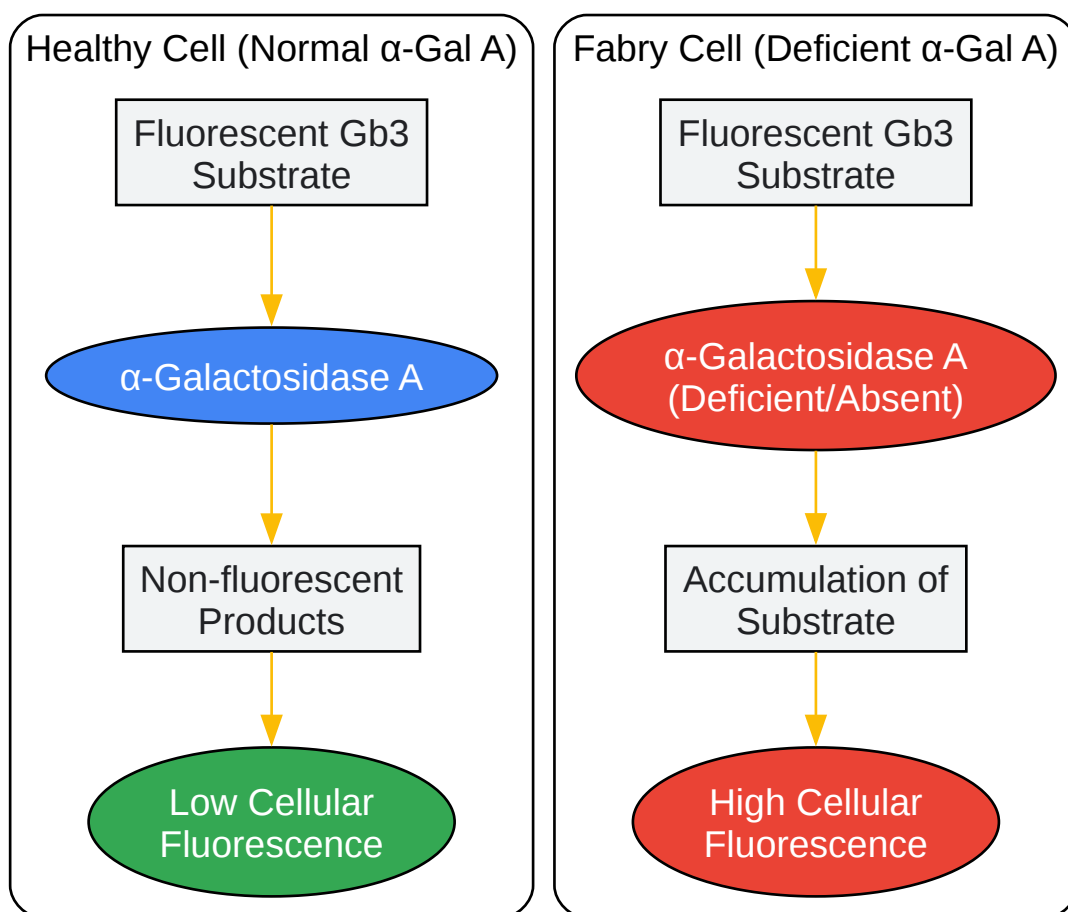 Healthy Cell (Normal α-Gal A)
Fluorescent Gb3
Substrate
α-Galactosidase A
Non-fluorescent
Products
Low Cellular
Fluorescence
Fabry Cell (Deficient α-Gal A)
Fluorescent Gb3
Substrate
α-Galactosidase A
(Deficient/Absent)
Accumulation of
Substrate
High Cellular
Fluorescence